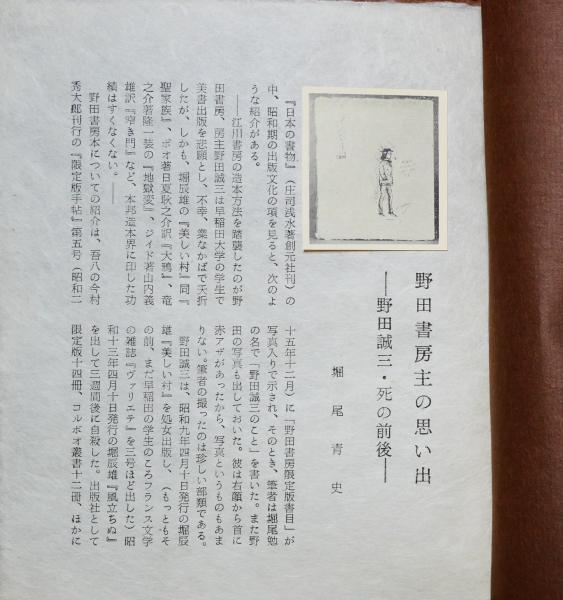 野田書房主の思い出
――野田誠三・死の前後――
堀尾青史
『日本の書物』(庄司浅水著創元社刊)の
中、昭和期の出版文化の項を見ると、次のよ
うな紹介がある。
――江川書房の造本方法を踏襲したのが野
田書房、房主野田誠三は早稲田大学の学生で
美書出版を悲願とし、不幸、業なかばで夭折
したが、しかも、堀辰雄の『美しい村』同『
聖家族』、ポオ著日夏耿之介訳『大鴉』、竜
之介著隆一装の『地獄変』、ジイド著山内義
雄訳『窄き門』など、本邦造本界に印した功
績はすくなくない。――
野田書房本についての紹介は、吾八の今村
秀太郎刊行の『限定版手帖』第五号(昭和二
十五年十二月)に「野田書房限定版書目」が
写真入りで示され、そのとき、筆者は堀尾勉
の名で「野田誠三のこと」を書いた。また野
田の写真も出しておいた。彼は右顔から首に
赤アザがあったから、写真というものもあま
りない。筆者の撮ったのは珍しい部類である。
野田誠三は、昭和九年四月十日発行の堀辰
雄『美しい村』を処女出版し、(もっともそ
の前、まだ早稲田の学生のころフランス文学
の雑誌『ヴァリエテ』を三号ほど出した)昭
和十三年四月十日発行の堀辰雄『風立ちぬ』
を出して三週間後に自殺した。出版社として
限定版十四冊、コルボオ叢書十二冊、ほかに